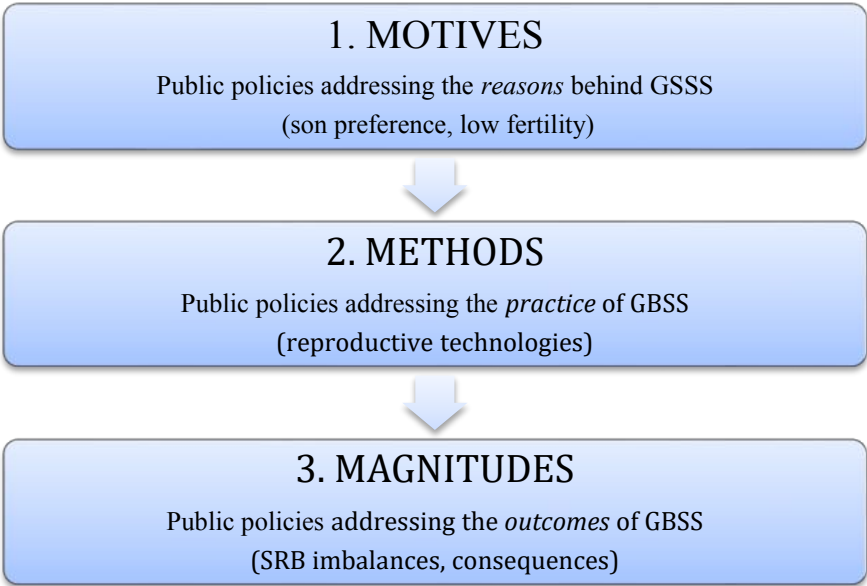 1. MOTIVES
Public policies addressing the reasons behind GSSS
(son preference, low fertility)
2. METHODS
Public policies addressing the practice of GBSS
(reproductive technologies)
3. MAGNITUDES
Public policies addressing the outcomes of GBSS
(SRB imbalances, consequences)